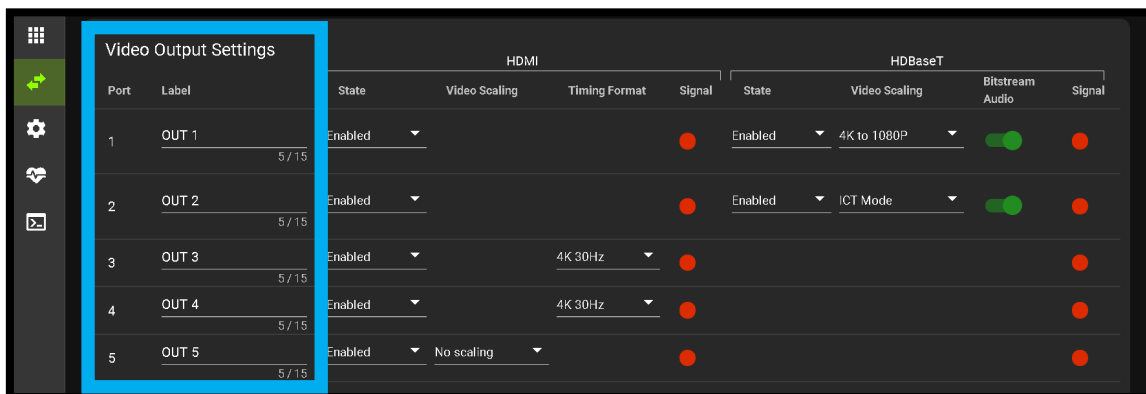 Video Output Settings
HDMI HDBaseT
Port Label State Video Scaling Timing Format Signal State Video Scaling Bitstream Audio Signal
1 OUT 1 Enabled Enabled 4K to 1080P
5 / 15
2 OUT 2 Enabled Enabled ICT Mode
5 / 15
3 OUT 3 Enabled 4K 30Hz
5 / 15
4 OUT 4 Enabled 4K 30Hz
5 / 15
5 OUT 5 Enabled No scaling
5 / 15